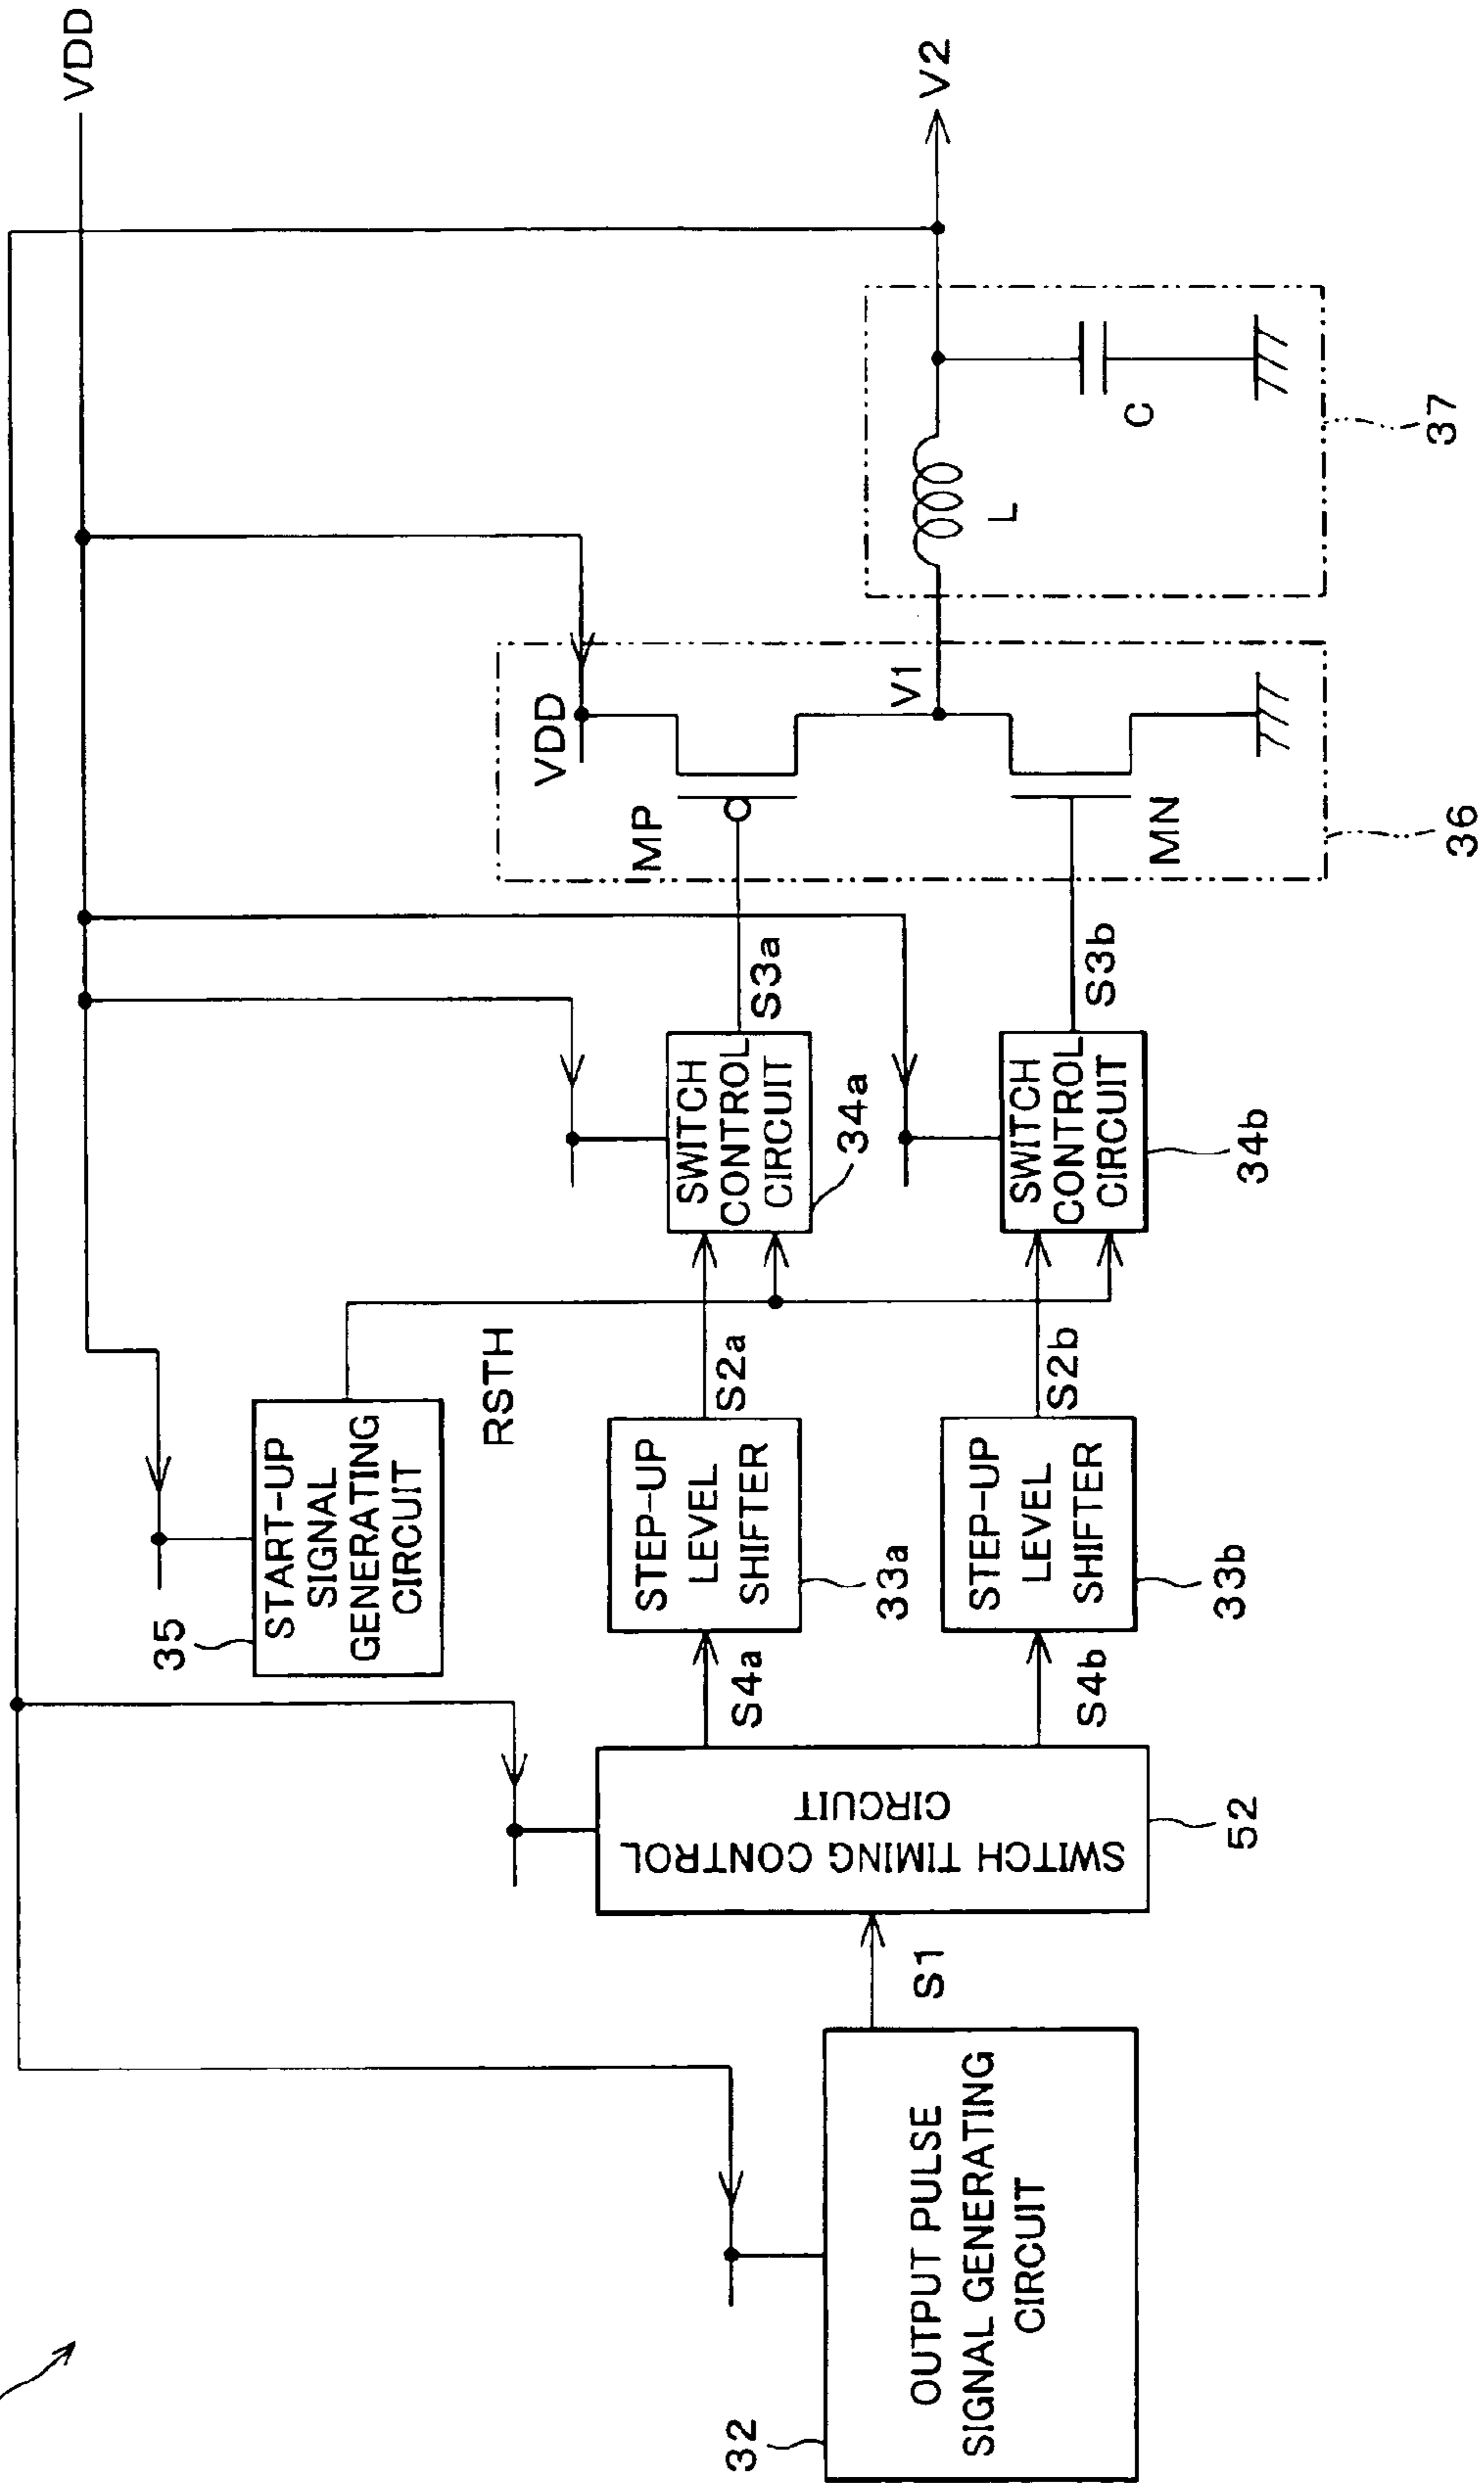 VDD
35
START-UP
SIGNAL
GENERATING
CIRCUIT
RSTH
VDD
MP
S3a
SWITCH
CONTROL
CIRCUIT
34a
S2a
STEP-UP
LEVEL
SHIFTER
33a
S4a
32
OUTPUT PULSE
SIGNAL GENERATING
CIRCUIT
S1
SWITCH TIMING CONTROL
CIRCUIT
52
S4b
STEP-UP
LEVEL
SHIFTER
33b
S2b
SWITCH
CONTROL
CIRCUIT
34b
S3b
MN
V1
36
L
C
37
V2